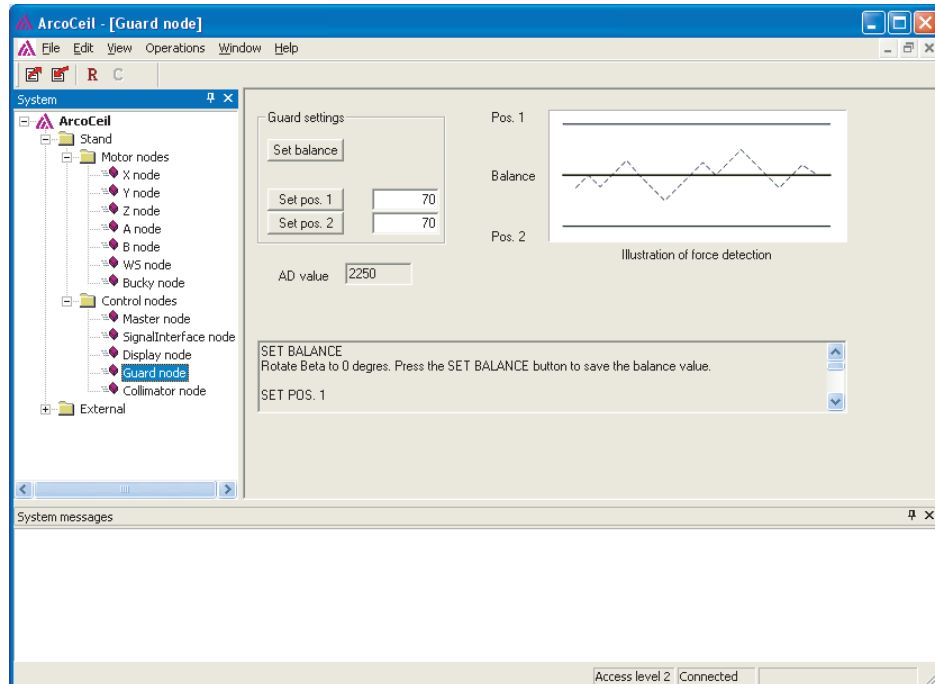 ArcoCeil - [Guard node]
File Edit View Operations Window Help
R C
System
ArcoCeil
Stand
Motor nodes
X node
Y node
Z node
A node
B node
WS node
Bucky node
Control nodes
Master node
SignalInterface node
Display node
Guard node
Collimator node
External
Guard settings
Set balance
Set pos. 1 70
Set pos. 2 70
AD value 2250
Pos. 1
Balance
Pos. 2
Illustration of force detection
SET BALANCE
Rotate Beta to 0 degres. Press the SET BALANCE button to save the balance value.
SET POS. 1
System messages
Access level 2 Connected